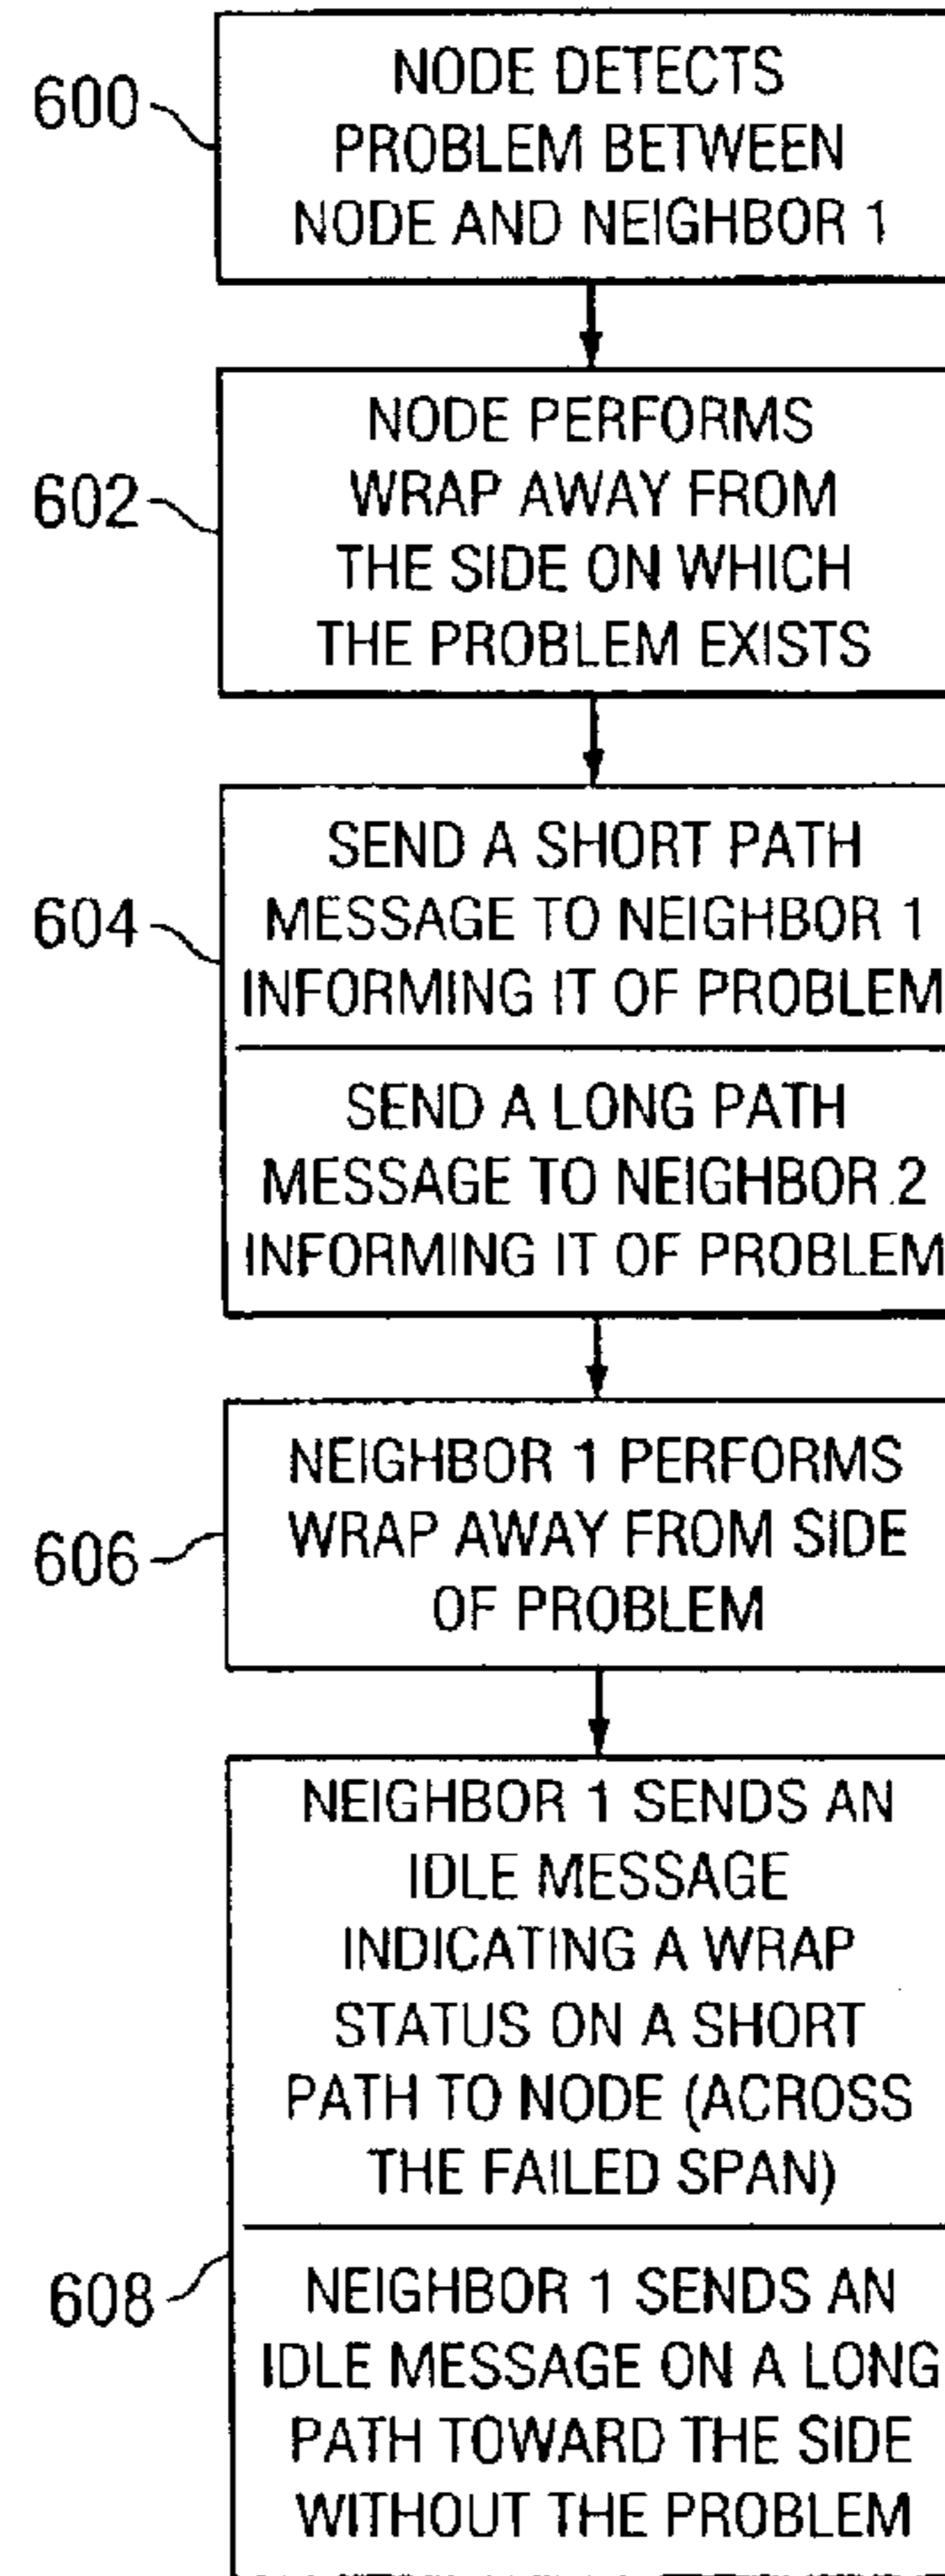 600
NODE DETECTS
PROBLEM BETWEEN
NODE AND NEIGHBOR 1
602
NODE PERFORMS
WRAP AWAY FROM
THE SIDE ON WHICH
THE PROBLEM EXISTS
604
SEND A SHORT PATH
MESSAGE TO NEIGHBOR 1
INFORMING IT OF PROBLEM
SEND A LONG PATH
MESSAGE TO NEIGHBOR 2
INFORMING IT OF PROBLEM
606
NEIGHBOR 1 PERFORMS
WRAP AWAY FROM SIDE
OF PROBLEM
608
NEIGHBOR 1 SENDS AN
IDLE MESSAGE
INDICATING A WRAP
STATUS ON A SHORT
PATH TO NODE (ACROSS
THE FAILED SPAN)
NEIGHBOR 1 SENDS AN
IDLE MESSAGE ON A LONG
PATH TOWARD THE SIDE
WITHOUT THE PROBLEM